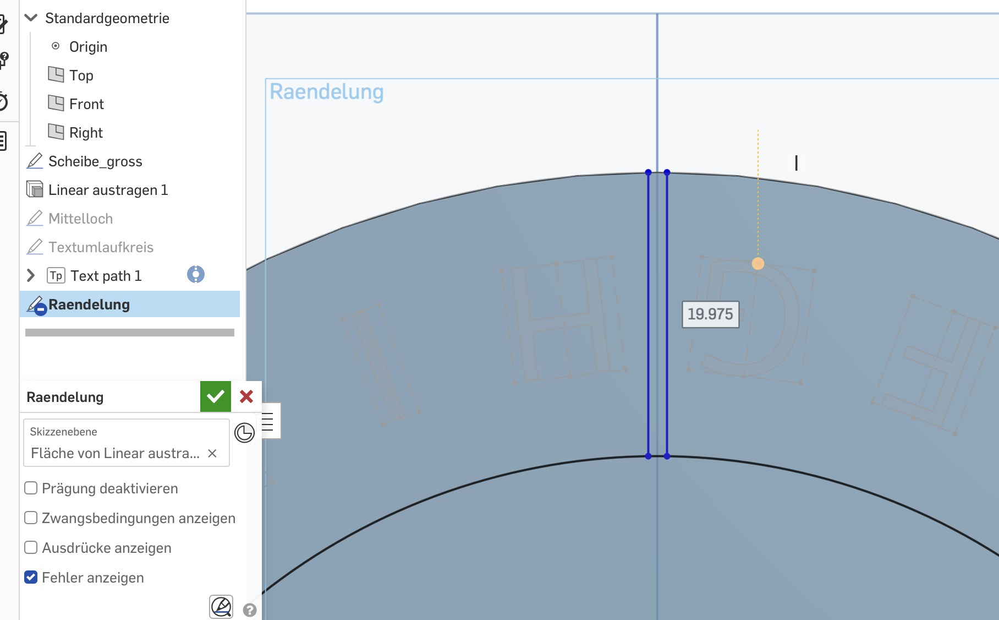 Standardgeometrie
Origin
Top
Front
Right
Scheibe_gross
Linear austragen 1
Mittelloch
Textumlaufkreis
Tp Text path 1
Raendelung
Raendelung
Skizzenebene
Fläche von Linear austra...
Prägung deaktivieren
Zwangsbedingungen anzeigen
Ausdrücke anzeigen
Fehler anzeigen
Raendelung
I H G F
19.975